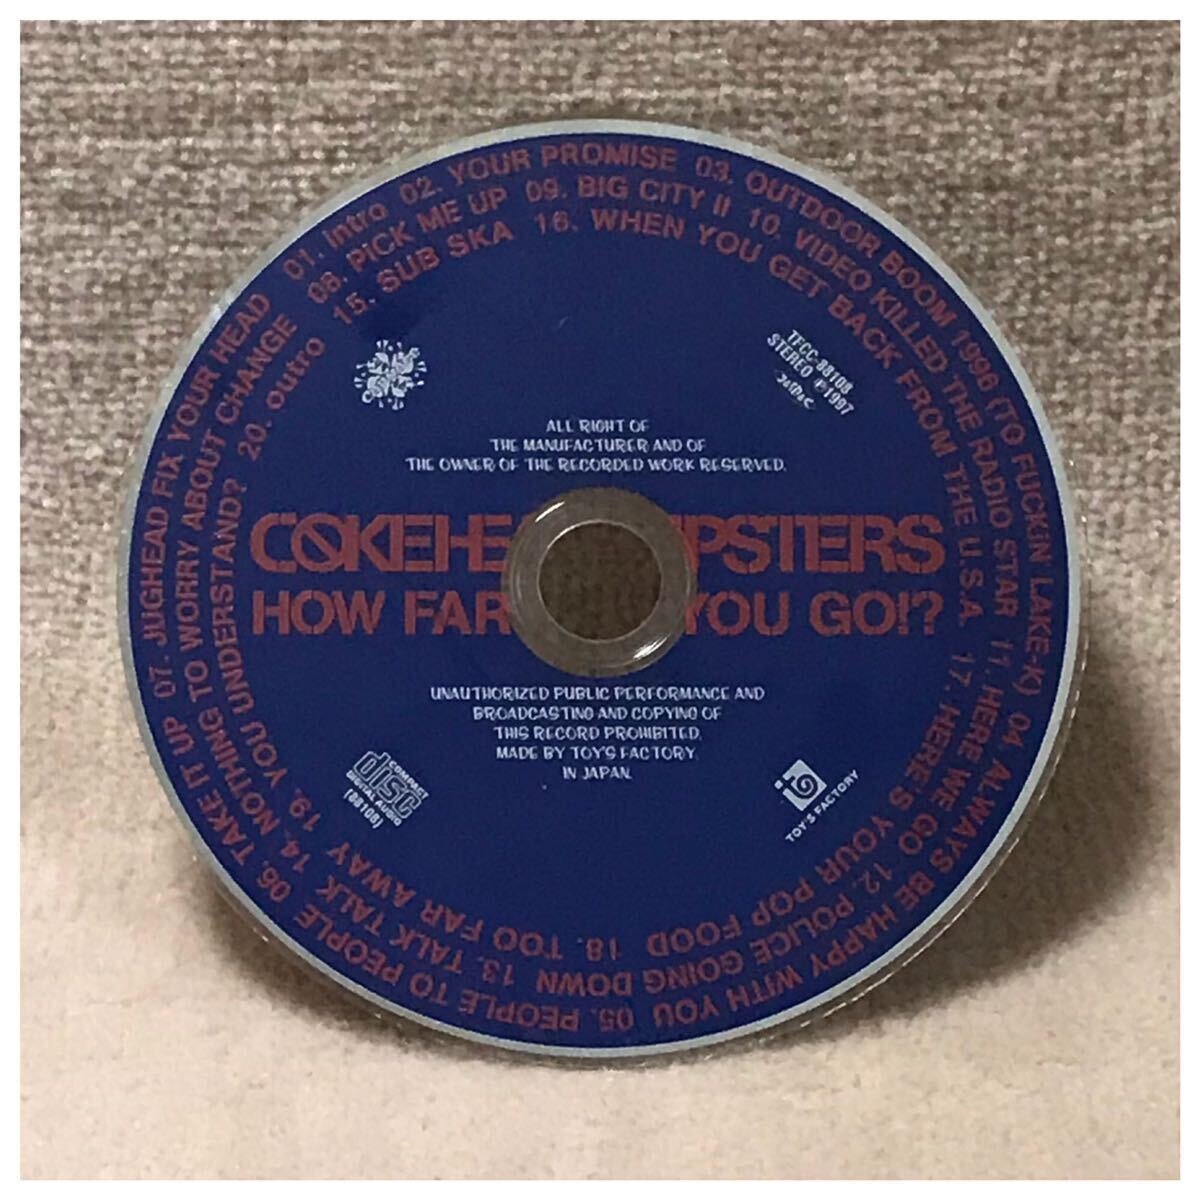 01. Intro 02. YOUR PROMISE 03. OUTDOOR BOOM 1996 (TO FUCKiN' LAKE-K) 04. ALWAYS BE HAPPY WITH YOU 05. PEOPLE TO PEOPLE 06. TAKE IT UP 07. JUGHEAD FIX YOUR HEAD
08. PICK ME UP 09. BIG CITY II 10. VIDEO KILLED THE RADIO STAR 11. HERE WE GO 12. POLICE GOING DOWN 13. TALK TALK 14. NOTHING TO WORRY ABOUT CHANGE
15. SUB SKA 16. WHEN YOU GET BACK FROM THE U.S.A. 17. HERE'S YOUR POP FOOD 18. TOO FAR AWAY 19. YOU UNDERSTAND? 20. outro
TFCC-88108
STEREO ℗1997
ALL RIGHT OF
THE MANUFACTURER AND OF
THE OWNER OF THE RECORDED WORK RESERVED.
COKEHE PSTERS
HOW FAR YOU GO!?
UNAUTHORIZED PUBLIC PERFORMANCE AND
BROADCASTING AND COPYING OF
THIS RECORD PROHIBITED.
MADE BY TOY'S FACTORY.
IN JAPAN.
COMPACT
disc
DIGITAL AUDIO
[88108]
TOY'S FACTORY